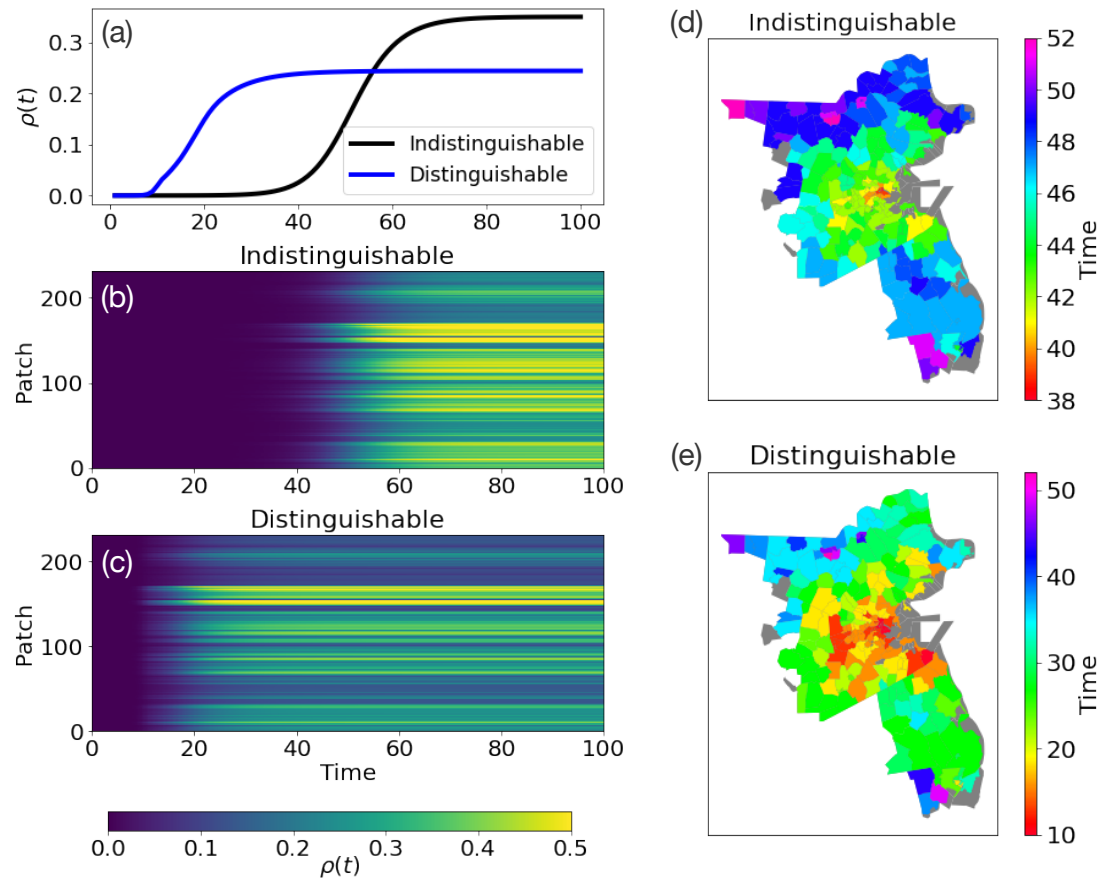 (a)
0.3
0.2
0.1
0.0
ρ(t)
Indistinguishable
Distinguishable
0 20 40 60 80 100
Indistinguishable
(b)
200
100
0
Patch
0 20 40 60 80 100
Distinguishable
(c)
200
100
0
Patch
0 20 40 60 80 100
Time
0.0 0.1 0.2 0.3 0.4 0.5
ρ(t)
(d)
Indistinguishable
52
50
48
46
44
42
40
38
Time
(e)
Distinguishable
50
40
30
20
10
Time